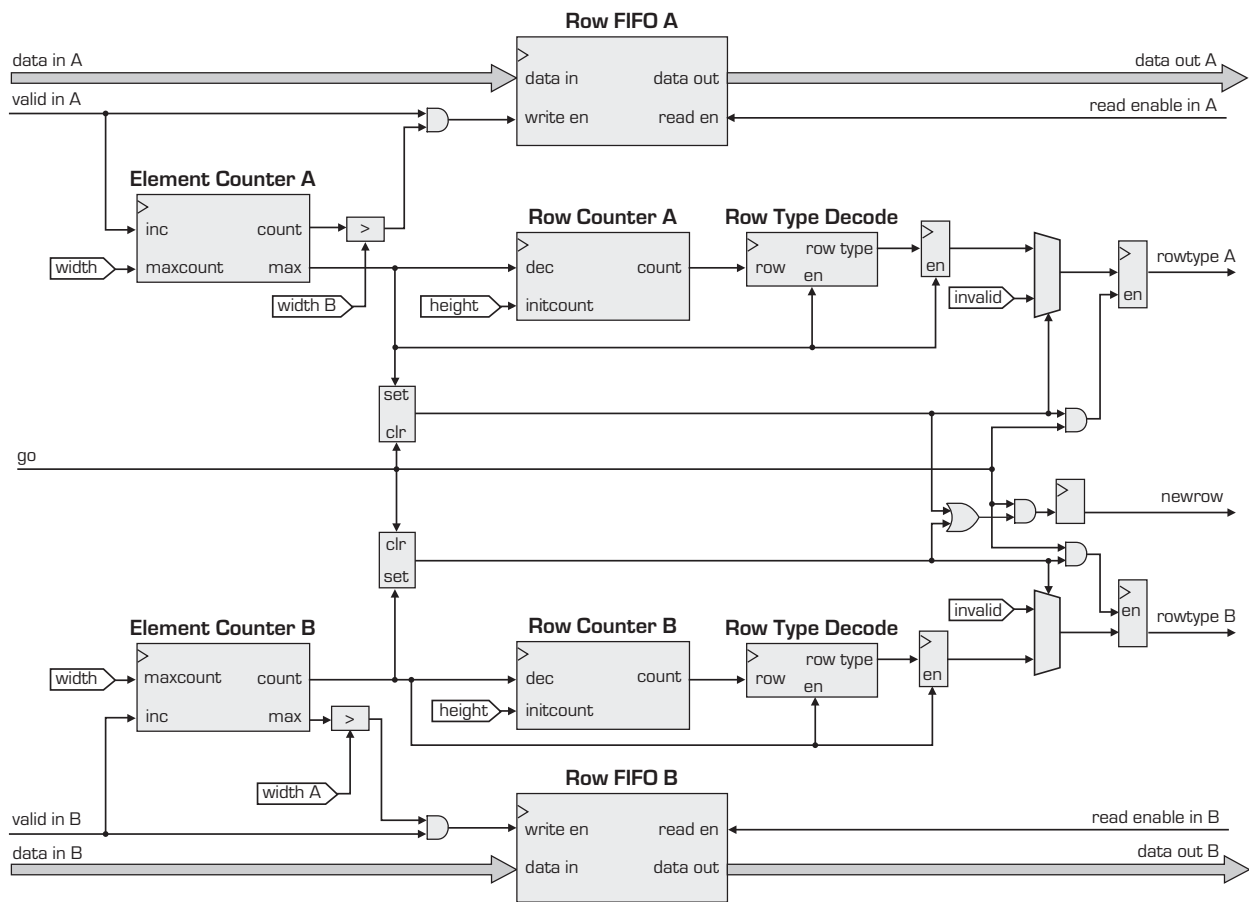 Row FIFO A
data in A
data in
data out
data out A
valid in A
write en
read en
read enable in A
Element Counter A
inc
count
>
maxcount
max
width
width B
Row Counter A
dec
count
height
initcount
Row Type Decode
row type
row
en
en
invalid
en
rowtype A
set
clr
go
newrow
clr
set
invalid
en
rowtype B
Element Counter B
width
maxcount
count
inc
max
>
width A
Row Counter B
dec
count
height
initcount
Row Type Decode
row type
row
en
en
Row FIFO B
valid in B
write en
read en
read enable in B
data in B
data in
data out
data out B